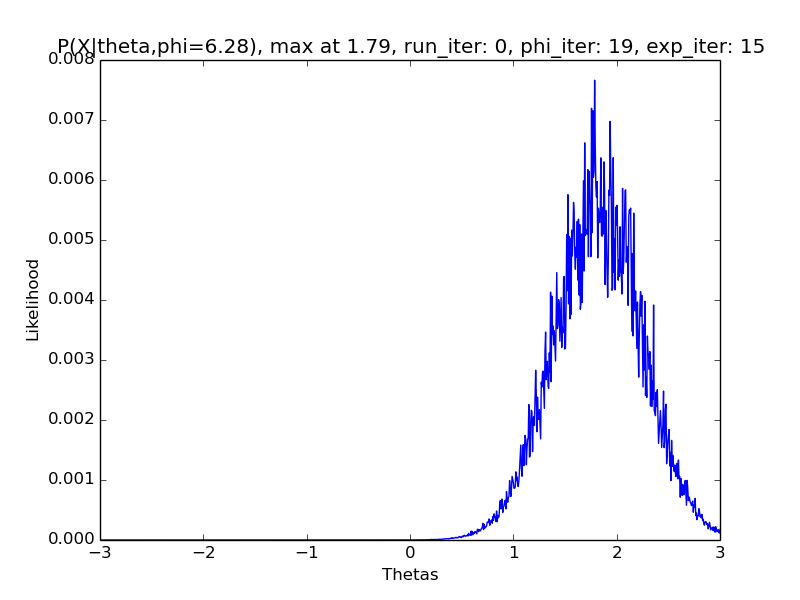 P(X|theta,phi=6.28), max at 1.79, run_iter: 0, phi_iter: 19, exp_iter: 15
0.008
0.007
0.006
0.005
0.004
0.003
0.002
0.001
0.000
Likelihood
−3 −2 −1 0 1 2 3
Thetas